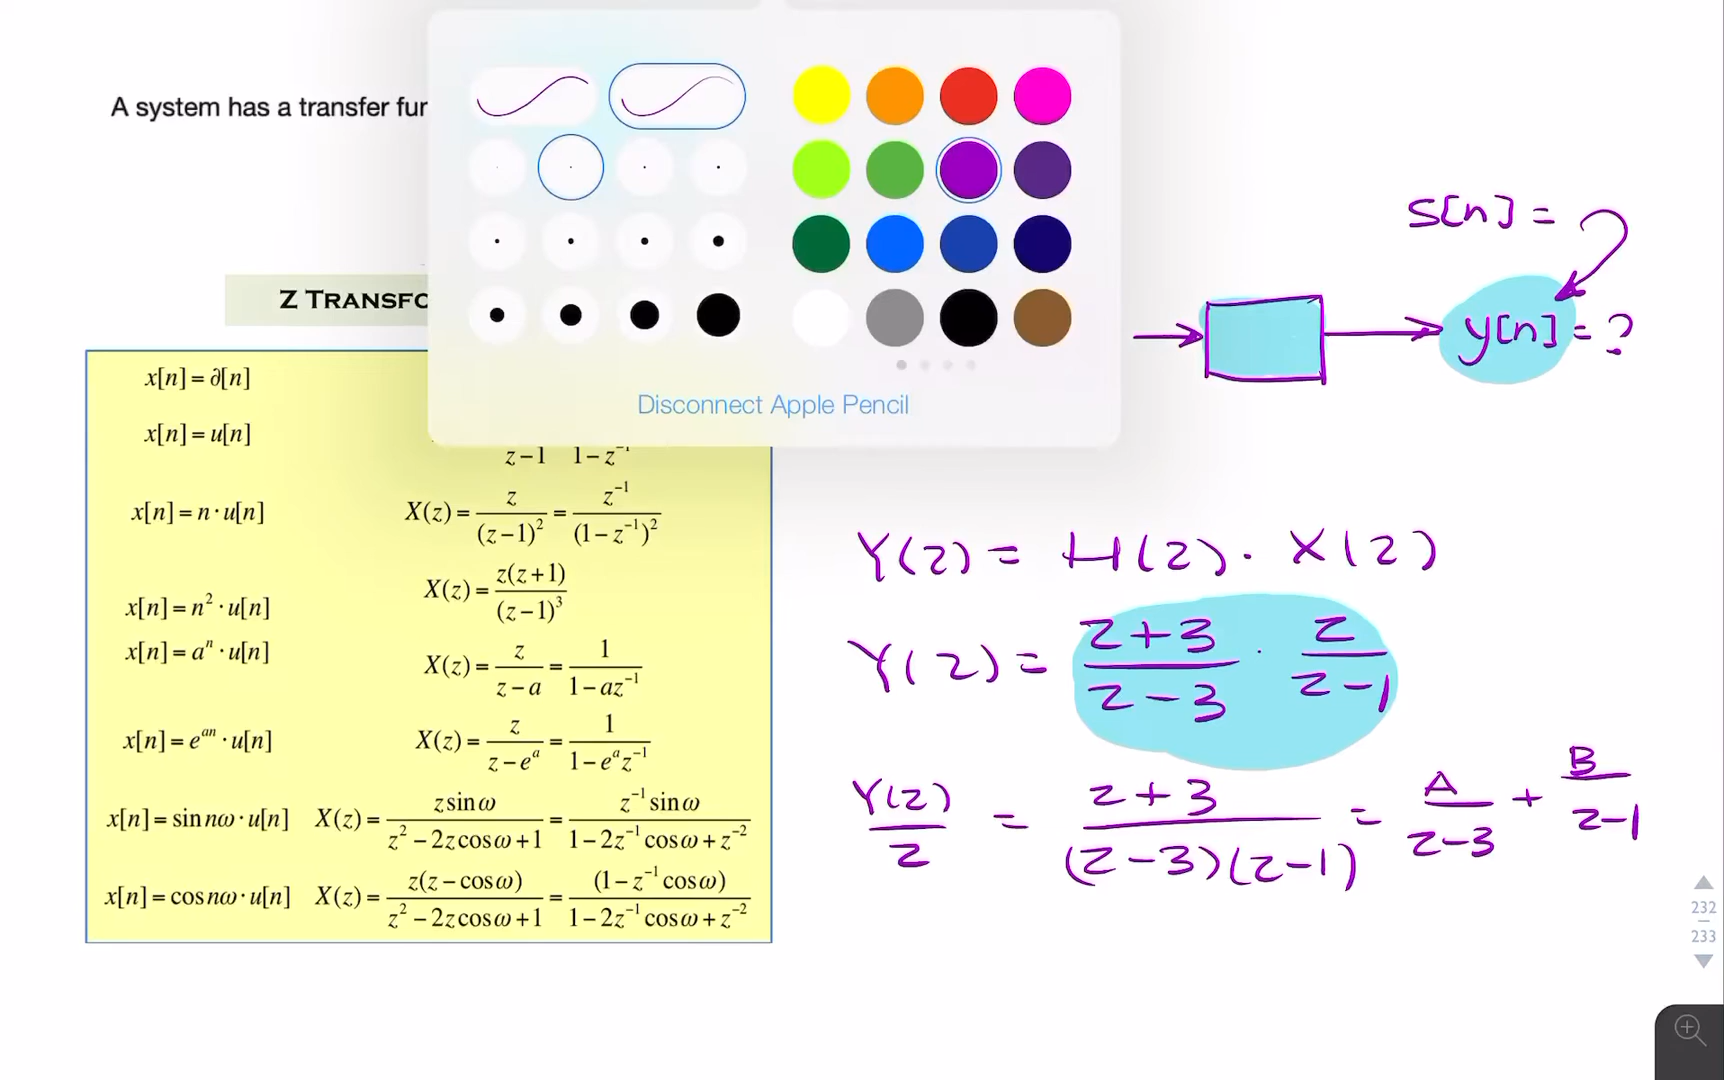 A system has a transfer fur
s[n] =
y[n] = ?
Z TRANSFO
Disconnect Apple Pencil
x[n] = ∂[n]
x[n] = u[n]
z−1 1−z⁻¹
x[n] = n·u[n] X(z) = z/(z−1)² = z⁻¹/(1−z⁻¹)²
x[n] = n²·u[n] X(z) = z(z+1)/(z−1)³
x[n] = aⁿ·u[n] X(z) = z/(z−a) = 1/(1−az⁻¹)
x[n] = eᵃⁿ·u[n] X(z) = z/(z−eᵃ) = 1/(1−eᵃz⁻¹)
x[n] = sin nω·u[n] X(z) = z sin ω/(z²−2z cos ω+1) = z⁻¹ sin ω/(1−2z⁻¹ cos ω+z⁻²)
x[n] = cos nω·u[n] X(z) = z(z−cos ω)/(z²−2z cos ω+1) = (1−z⁻¹ cos ω)/(1−2z⁻¹ cos ω+z⁻²)
Y(z) = H(z) · X(z)
Y(z) = (z+3)/(z−3) · z/(z−1)
Y(z)/z = (z+3)/((z−3)(z−1)) = A/(z−3) + B/(z−1)
232
233